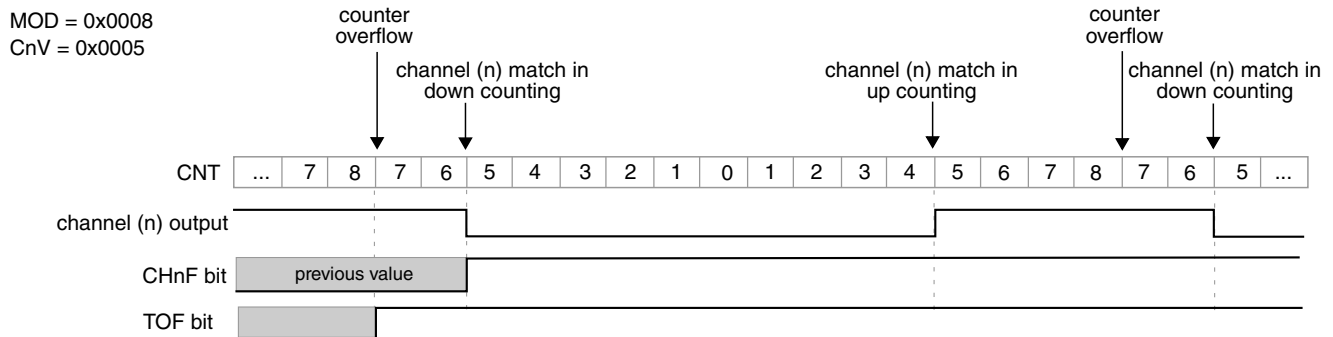 MOD = 0x0008
CnV = 0x0005
counter
overflow
channel (n) match in
down counting
channel (n) match in
up counting
counter
overflow
channel (n) match in
down counting
CNT ... 7 8 7 6 5 4 3 2 1 0 1 2 3 4 5 6 7 8 7 6 5 ...
channel (n) output
CHnF bit previous value
TOF bit